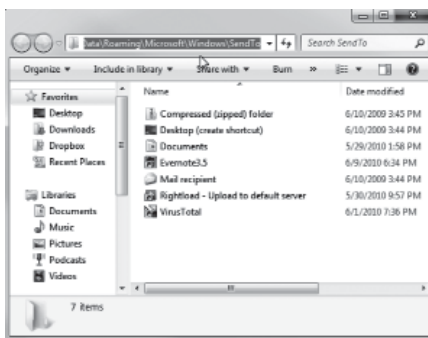 Data\Roaming\Microsoft\Windows\SendTo Search SendTo
Organize Include in library Share with Burn »
Name Date modified
Favorites
Desktop
Downloads
Dropbox
Recent Places
Libraries
Documents
Music
Pictures
Podcasts
Videos
Compressed (zipped) folder 6/10/2009 3:45 PM
Desktop (create shortcut) 6/10/2009 3:44 PM
Documents 5/29/2010 1:58 PM
Evernote3.5 6/9/2010 6:34 PM
Mail recipient 6/10/2009 3:44 PM
Rightload - Upload to default server 5/30/2010 9:57 PM
VirusTotal 6/1/2010 7:36 PM
7 items